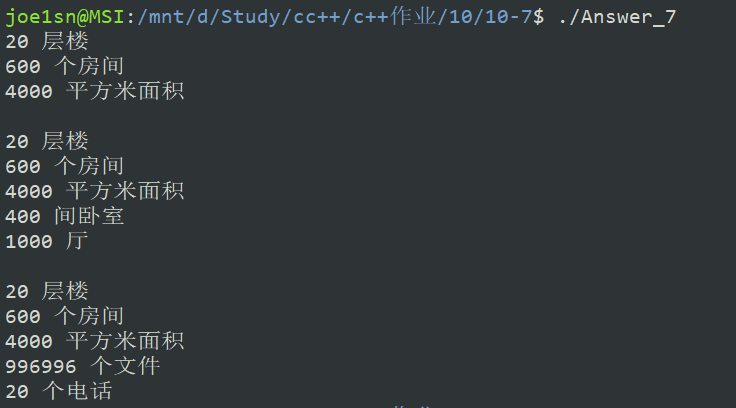 joe1sn@MSI:/mnt/d/Study/cc++/c++作业/10/10-7$ ./Answer_7
20 层楼
600 个房间
4000 平方米面积
20 层楼
600 个房间
4000 平方米面积
400 间卧室
1000 厅
20 层楼
600 个房间
4000 平方米面积
996996 个文件
20 个电话